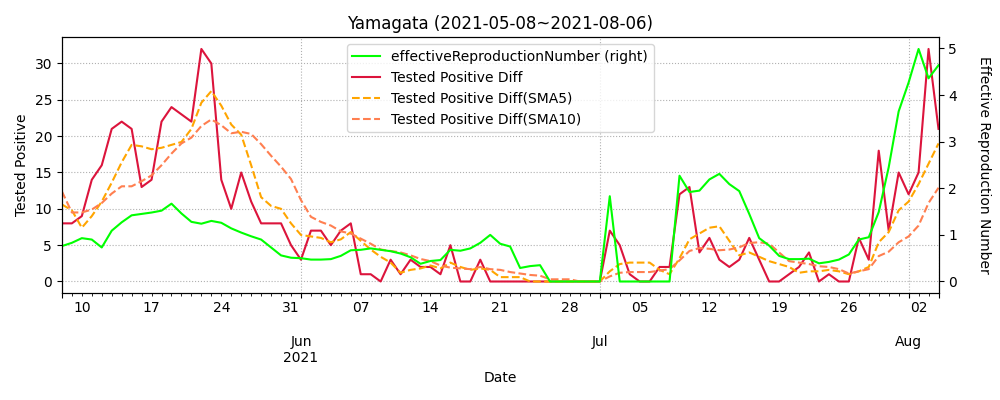 Yamagata (2021-05-08~2021-08-06)
effectiveReproductionNumber (right)
Tested Positive Diff
Tested Positive Diff(SMA5)
Tested Positive Diff(SMA10)
Tested Positive
30
25
20
15
10
5
0
5
4
3
2
1
0
Effective Reproduction Number
10 17 24 31 07 14 21 28 05 12 19 26 02
Jun Jul Aug
2021
Date